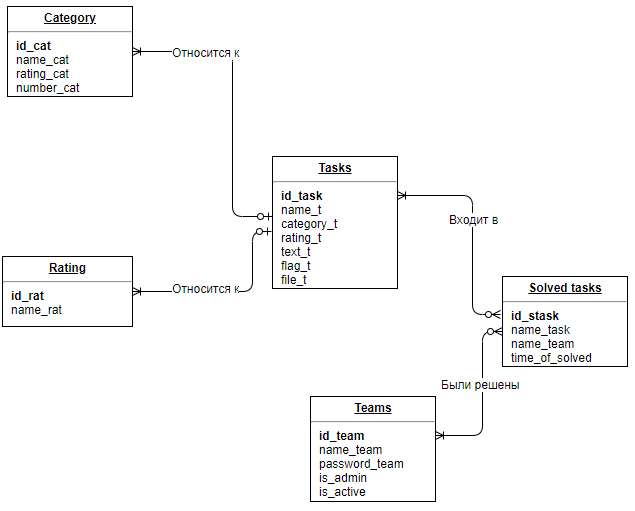 Category
id_cat
name_cat
rating_cat
number_cat
Относится к
Tasks
id_task
name_t
category_t
rating_t
text_t
flag_t
file_t
Входит в
Rating
id_rat
name_rat
Относится к
Solved tasks
id_stask
name_task
name_team
time_of_solved
Были решены
Teams
id_team
name_team
password_team
is_admin
is_active